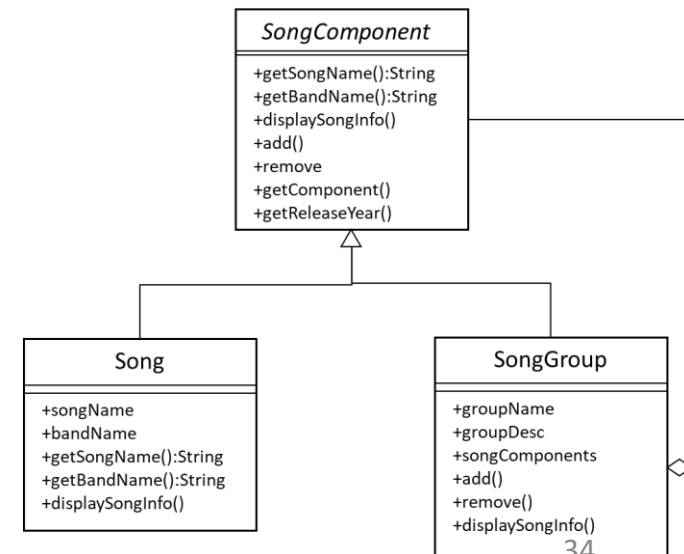 SongComponent
+getSongName():String
+getBandName():String
+displaySongInfo()
+add()
+remove
+getComponent()
+getReleaseYear()
Song
+songName
+bandName
+getSongName():String
+getBandName():String
+displaySongInfo()
SongGroup
+groupName
+groupDesc
+songComponents
+add()
+remove()
+displaySongInfo()
34